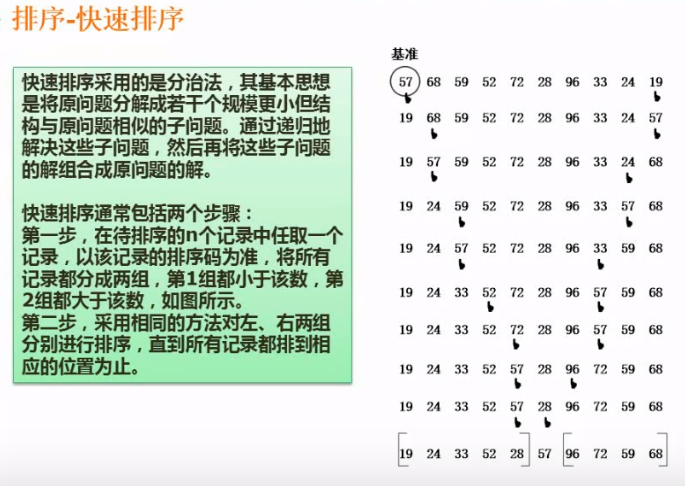 排序-快速排序
快速排序采用的是分治法，其基本思想
是将原问题分解成若干个规模更小但结
构与原问题相似的子问题。通过递归地
解决这些子问题，然后再将这些子问题
的解组合成原问题的解。
快速排序通常包括两个步骤：
第一步，在待排序的n个记录中任取一个
记录，以该记录的排序码为准，将所有
记录都分成两组，第1组都小于该数，第
2组都大于该数，如图所示。
第二步，采用相同的方法对左、右两组
分别进行排序，直到所有记录都排到相
应的位置为止。
基准
57 68 59 52 72 28 96 33 24 19
19 68 59 52 72 28 96 33 24 57
19 57 59 52 72 28 96 33 24 68
19 24 59 52 72 28 96 33 57 68
19 24 57 52 72 28 96 33 59 68
19 24 33 52 72 28 96 57 59 68
19 24 33 52 72 28 96 57 59 68
19 24 33 52 57 28 96 72 59 68
19 24 33 52 57 28 96 72 59 68
[19 24 33 52 28] 57 [96 72 59 68]